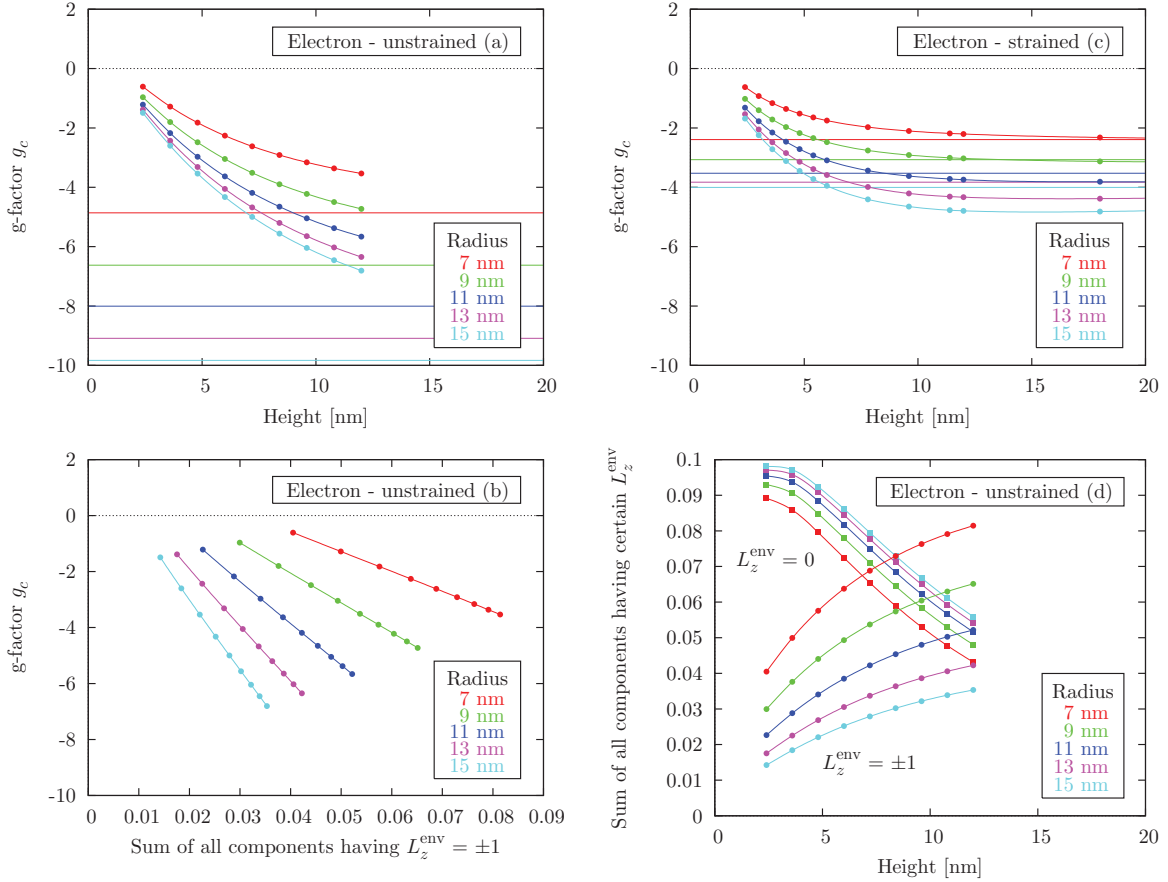 Electron - unstrained (a)
g-factor g_c
2
0
-2
-4
-6
-8
-10
Radius
7 nm
9 nm
11 nm
13 nm
15 nm
0 5 10 15 20
Height [nm]
Electron - strained (c)
g-factor g_c
2
0
-2
-4
-6
-8
-10
Radius
7 nm
9 nm
11 nm
13 nm
15 nm
0 5 10 15 20
Height [nm]
Electron - unstrained (b)
g-factor g_c
2
0
-2
-4
-6
-8
-10
Radius
7 nm
9 nm
11 nm
13 nm
15 nm
0 0.01 0.02 0.03 0.04 0.05 0.06 0.07 0.08 0.09
Sum of all components having L_z^env = ±1
Electron - unstrained (d)
Sum of all components having certain L_z^env
0.1
0.09
0.08
0.07
0.06
0.05
0.04
0.03
0.02
0.01
0
L_z^env = 0
L_z^env = ±1
Radius
7 nm
9 nm
11 nm
13 nm
15 nm
0 5 10 15 20
Height [nm]